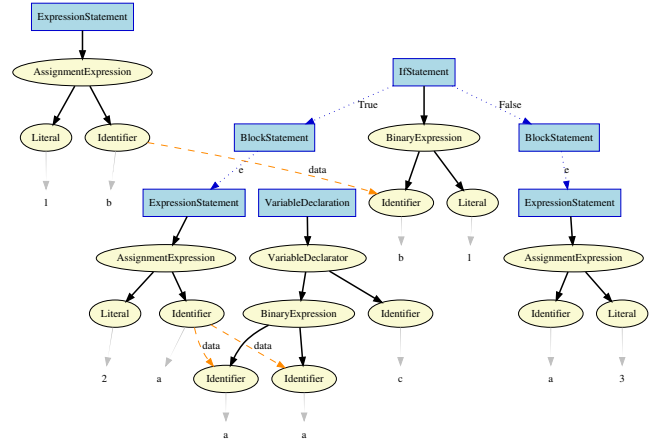 ExpressionStatement
AssignmentExpression IfStatement
True False
Literal Identifier BlockStatement BinaryExpression BlockStatement
data
e e
1 b ExpressionStatement VariableDeclaration Identifier Literal ExpressionStatement
AssignmentExpression VariableDeclarator b 1 AssignmentExpression
Literal Identifier BinaryExpression Identifier Identifier Literal
data data
2 a Identifier Identifier c a 3
a a